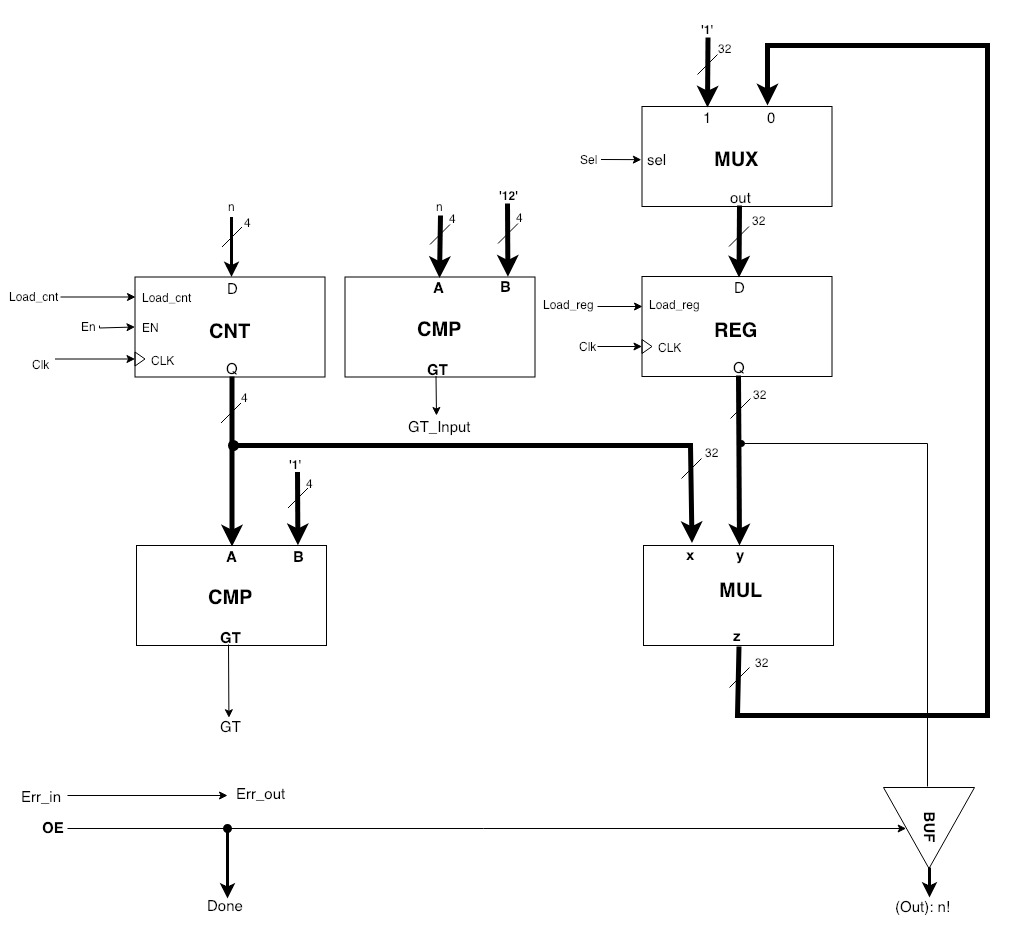 '1'
32
1 0
Sel
sel
MUX
out
32
n
4
n
4
'12'
4
Load_cnt
Load_cnt
D
En
EN
CNT
Clk
CLK
Q
4
A B
CMP
GT
GT_Input
Load_reg
Load_reg
D
REG
Clk
CLK
Q
32
32
'1'
4
A B
CMP
GT
GT
x y
MUL
z
32
Err_in
Err_out
OE
Done
BUF
(Out): n!